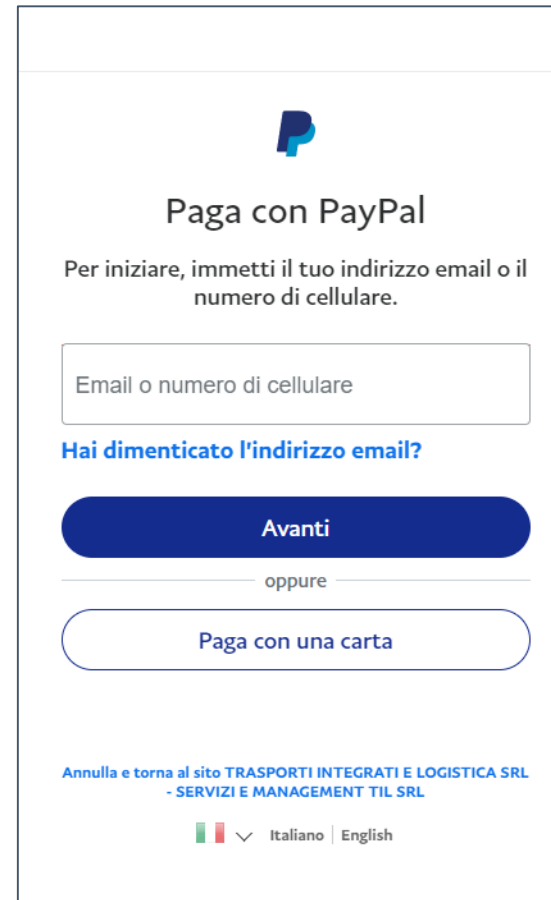 Paga con PayPal
Per iniziare, immetti il tuo indirizzo email o il
numero di cellulare.
Email o numero di cellulare
Hai dimenticato l'indirizzo email?
Avanti
oppure
Paga con una carta
Annulla e torna al sito TRASPORTI INTEGRATI E LOGISTICA SRL
- SERVIZI E MANAGEMENT TIL SRL
Italiano | English